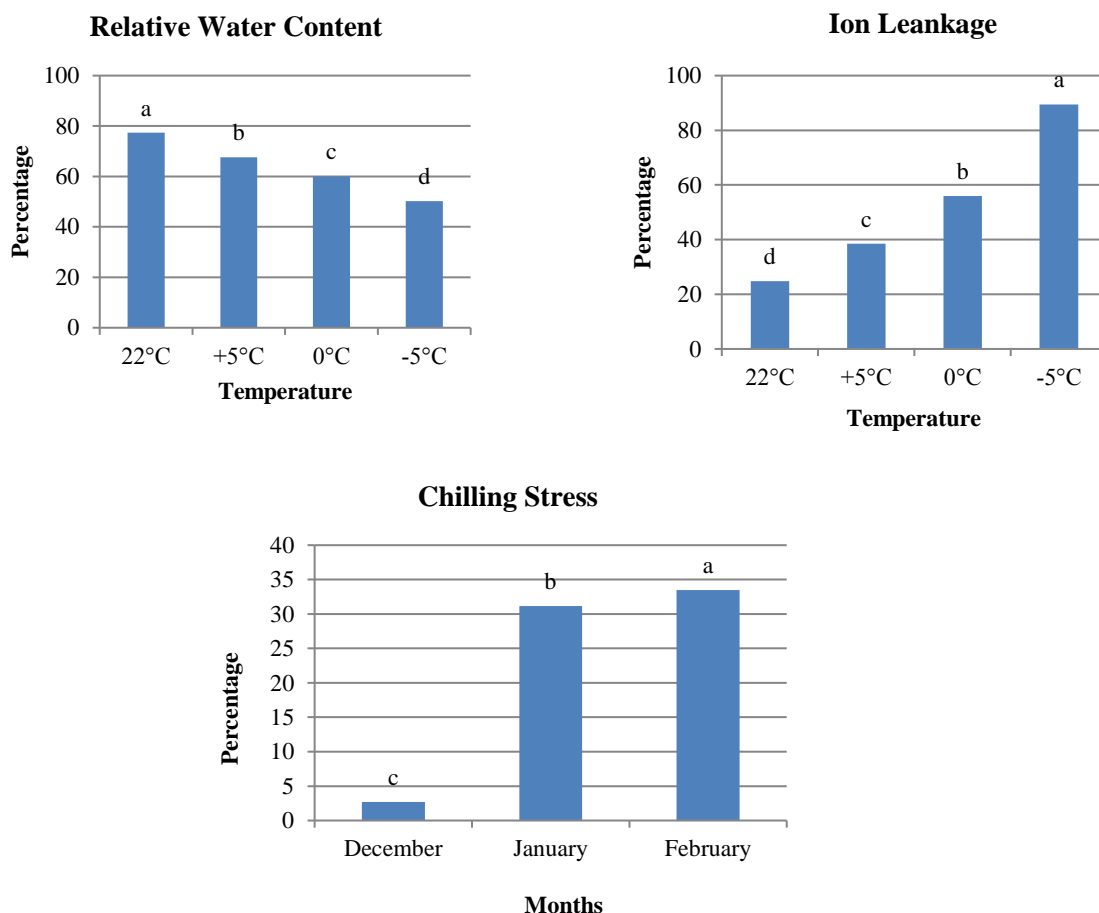 Relative Water Content
100
80
60
40
20
0
Percentage
a
b
c
d
22°C
+5°C
0°C
-5°C
Temperature
Ion Leankage
100
80
60
40
20
0
Percentage
d
c
b
a
22°C
+5°C
0°C
-5°C
Temperature
Chilling Stress
40
35
30
25
20
15
10
5
0
Percentage
c
b
a
December
January
February
Months